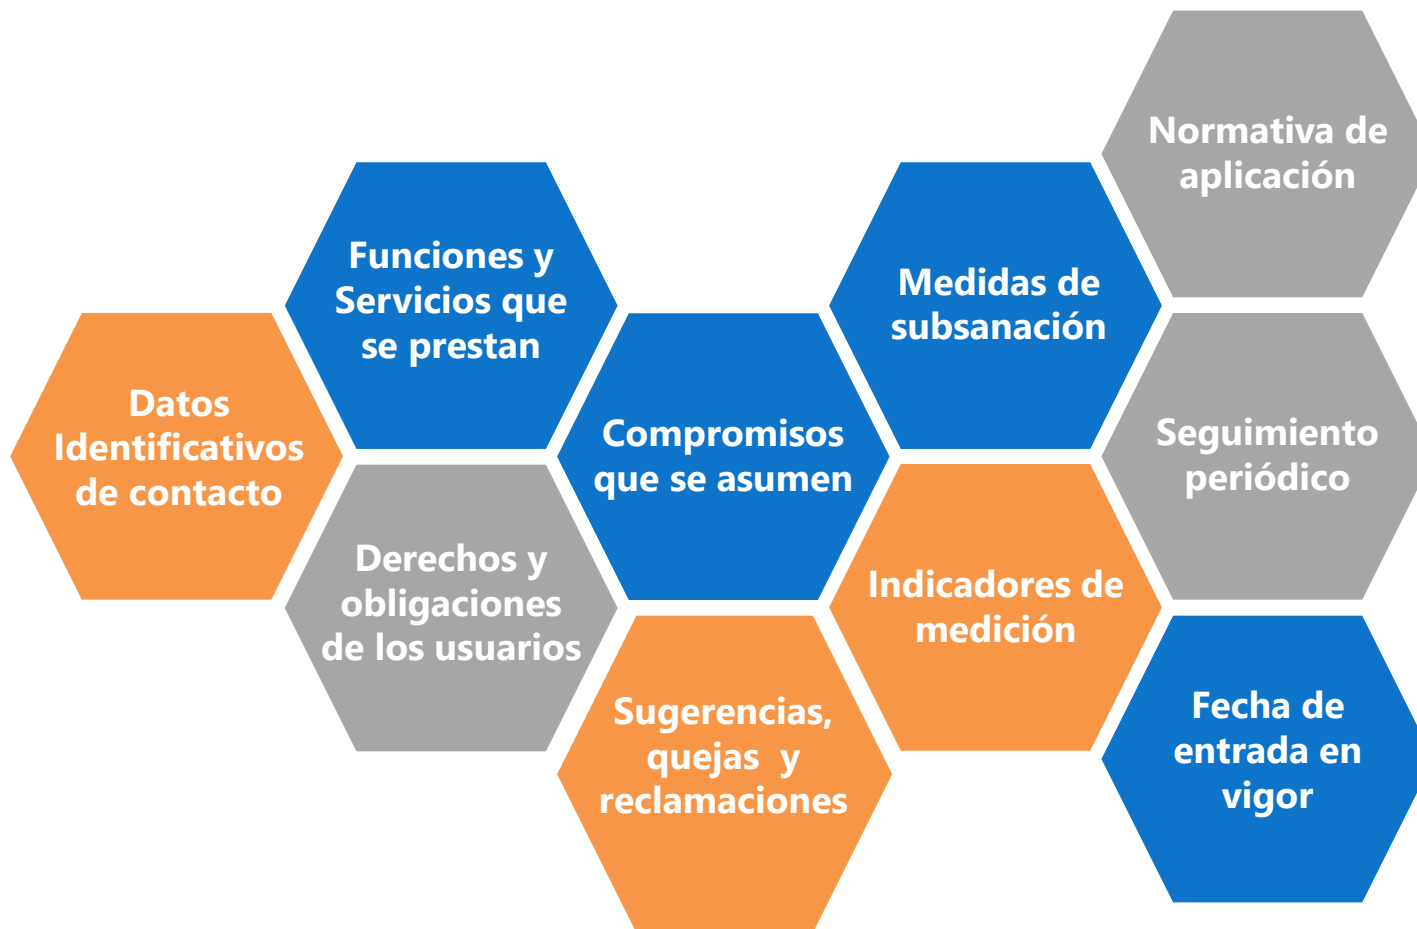 Datos
Identificativos
de contacto
Funciones y
Servicios que
se prestan
Derechos y
obligaciones
de los usuarios
Compromisos
que se asumen
Sugerencias,
quejas  y
reclamaciones
Medidas de
subsanación
Indicadores de
medición
Normativa de
aplicación
Seguimiento
periódico
Fecha de
entrada en
vigor